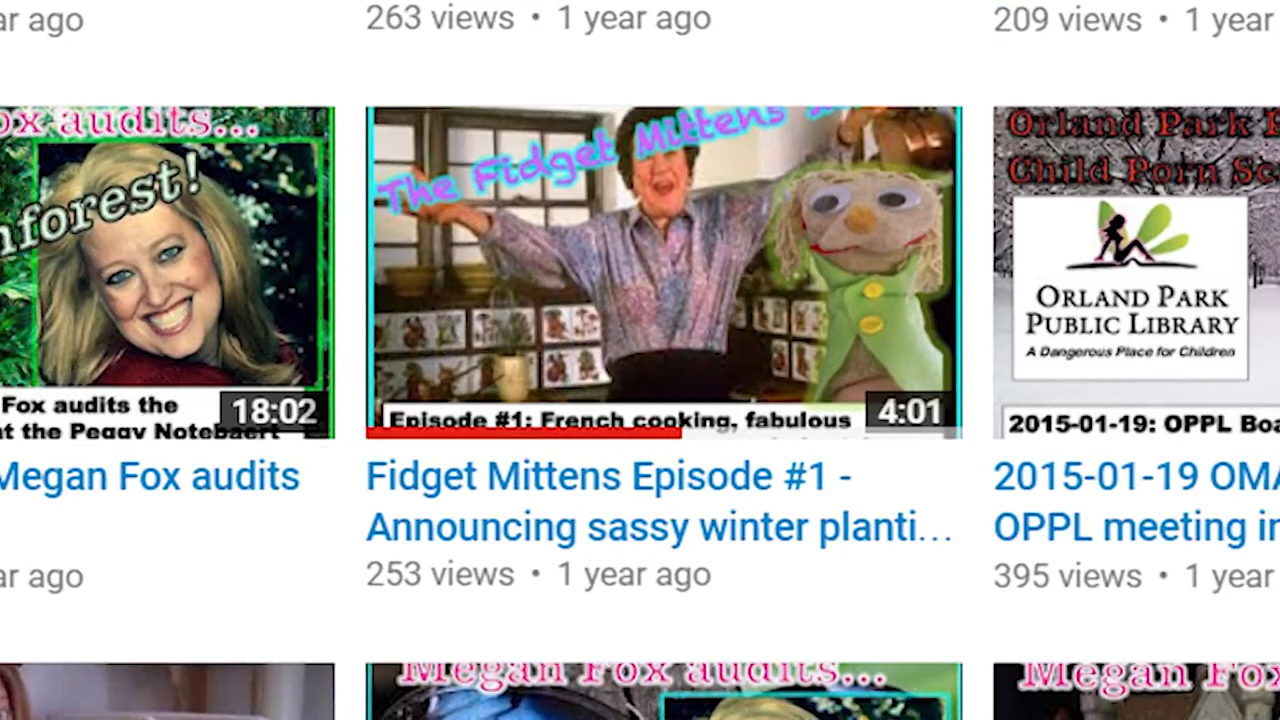 ar ago
263 views • 1 year ago
209 views • 1 year
ox audits...
nforest!
Fox audits the
at the Peggy Notebaert
18:02
Megan Fox audits
ar ago
The Fidget Mittens
Episode #1: French cooking, fabulous
4:01
Fidget Mittens Episode #1 -
Announcing sassy winter planti...
253 views • 1 year ago
Orland Park
Child Porn Sc
ORLAND PARK
PUBLIC LIBRARY
A Dangerous Place for Children
2015-01-19: OPPL Boa
2015-01-19 OMA
OPPL meeting in
395 views • 1 year
Megan Fox audits...
Megan Fox